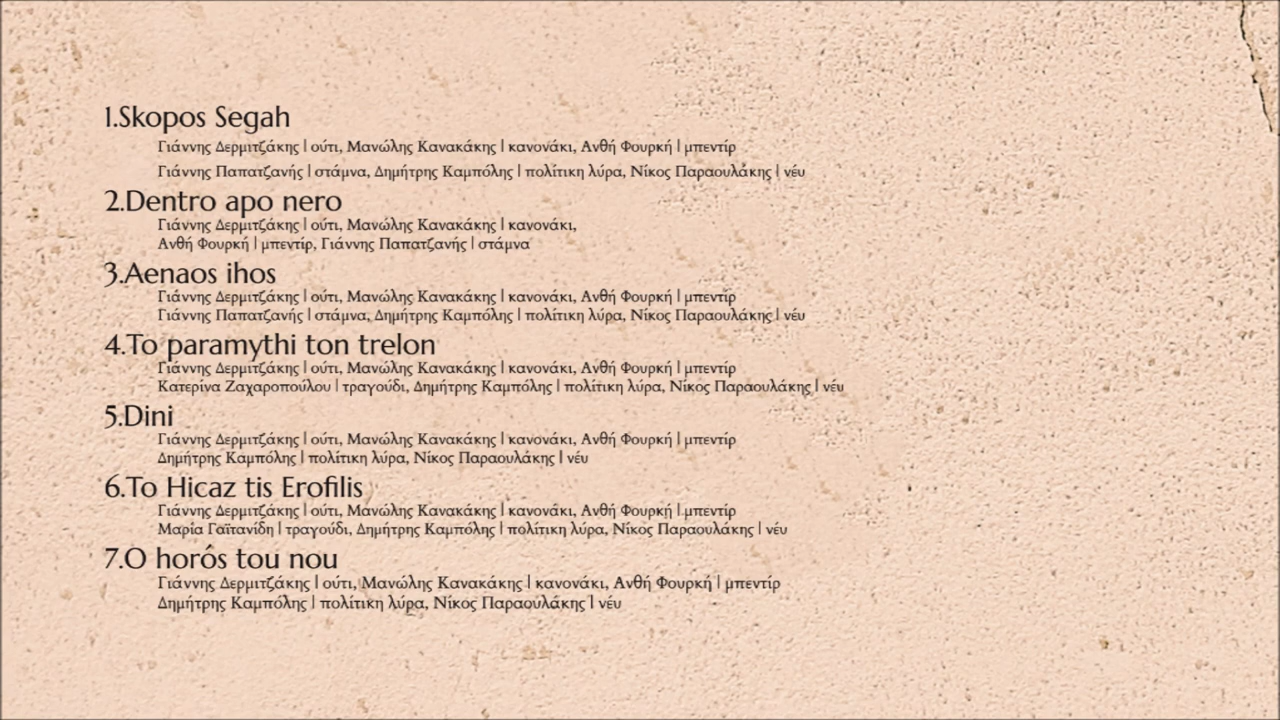 1.Skopos Segah
Γιάννης Δερμιτζάκης | ούτι, Μανώλης Κανακάκης | κανονάκι, Ανθή Φουρκή | μπεντίρ
Γιάννης Παπατζανής | στάμνα, Δημήτρης Καμπόλης | πολίτικη λύρα, Νίκος Παραουλάκης | νέυ
2.Dentro apo nero
Γιάννης Δερμιτζάκης | ούτι, Μανώλης Κανακάκης | κανονάκι,
Ανθή Φουρκή | μπεντίρ, Γιάννης Παπατζανής | στάμνα
3.Aenaos ihos
Γιάννης Δερμιτζάκης | ούτι, Μανώλης Κανακάκης | κανονάκι, Ανθή Φουρκή | μπεντίρ
Γιάννης Παπατζανής | στάμνα, Δημήτρης Καμπόλης | πολίτικη λύρα, Νίκος Παραουλάκης | νέυ
4.To paramythi ton trelon
Γιάννης Δερμιτζάκης | ούτι, Μανώλης Κανακάκης | κανονάκι, Ανθή Φουρκή | μπεντίρ
Κατερίνα Ζαχαροπούλου | τραγούδι, Δημήτρης Καμπόλης | πολίτικη λύρα, Νίκος Παραουλάκης | νέυ
5.Dini
Γιάννης Δερμιτζάκης | ούτι, Μανώλης Κανακάκης | κανονάκι, Ανθή Φουρκή | μπεντίρ
Δημήτρης Καμπόλης | πολίτικη λύρα, Νίκος Παραουλάκης | νέυ
6.To Hicaz tis Erofilis
Γιάννης Δερμιτζάκης | ούτι, Μανώλης Κανακάκης | κανονάκι, Ανθή Φουρκή | μπεντίρ
Μαρία Γαϊτανίδη | τραγούδι, Δημήτρης Καμπόλης | πολίτικη λύρα, Νίκος Παραουλάκης | νέυ
7.O horós tou nou
Γιάννης Δερμιτζάκης | ούτι, Μανώλης Κανακάκης | κανονάκι, Ανθή Φουρκή | μπεντίρ
Δημήτρης Καμπόλης | πολίτικη λύρα, Νίκος Παραουλάκης | νέυ